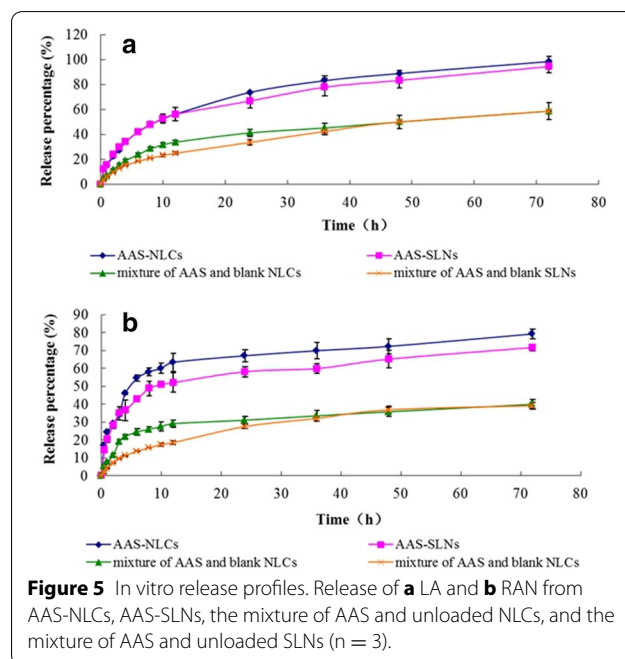 a
Release percentage (%)
120
100
80
60
40
20
0
0 10 20 30 40 50 60 70 80
Time（h）
AAS-NLCs AAS-SLNs
mixture of AAS and blank NLCs mixture of AAS and blank SLNs
b
Release percentage (%)
90
80
70
60
50
40
30
20
10
0
0 10 20 30 40 50 60 70 80
Time（h）
AAS-NLCs AAS-SLNs
mixture of AAS and blank NLCs mixture of AAS and blank NLCs
Figure 5 In vitro release profiles. Release of a LA and b RAN from
AAS-NLCs, AAS-SLNs, the mixture of AAS and unloaded NLCs, and the
mixture of AAS and unloaded SLNs (n = 3).